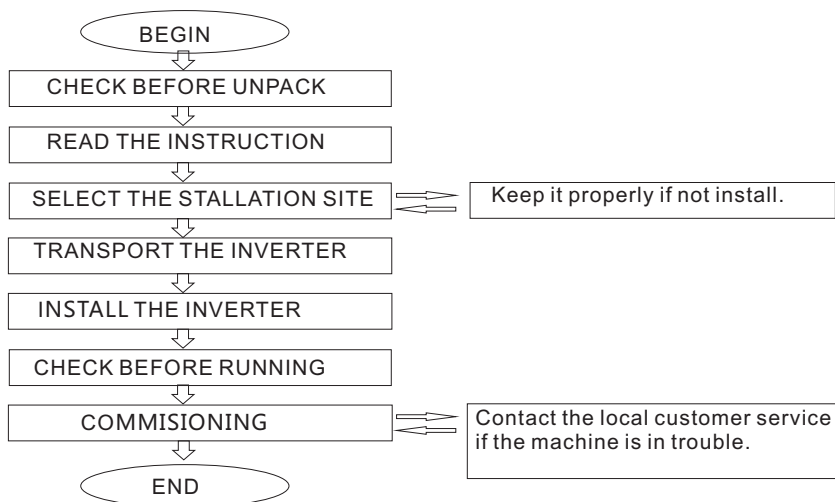 BEGIN
CHECK BEFORE UNPACK
READ THE INSTRUCTION
SELECT THE STALLATION SITE
Keep it properly if not install.
TRANSPORT THE INVERTER
INSTALL THE INVERTER
CHECK BEFORE RUNNING
COMMISIONING
Contact the local customer service
if the machine is in trouble.
END